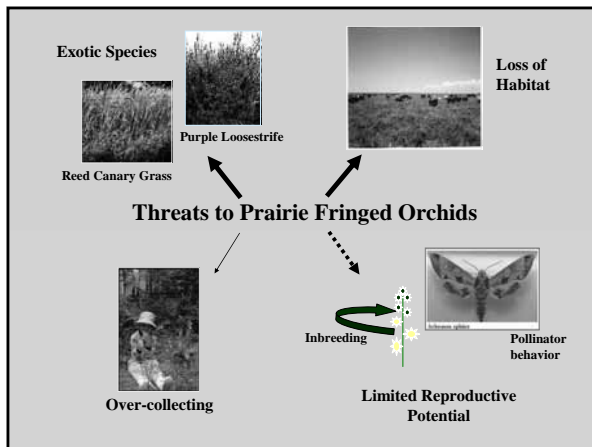 Exotic Species
Loss of
Habitat
Purple Loosestrife
Reed Canary Grass
Threats to Prairie Fringed Orchids
Inbreeding
Pollinator
behavior
Over-collecting
Limited Reproductive
Potential